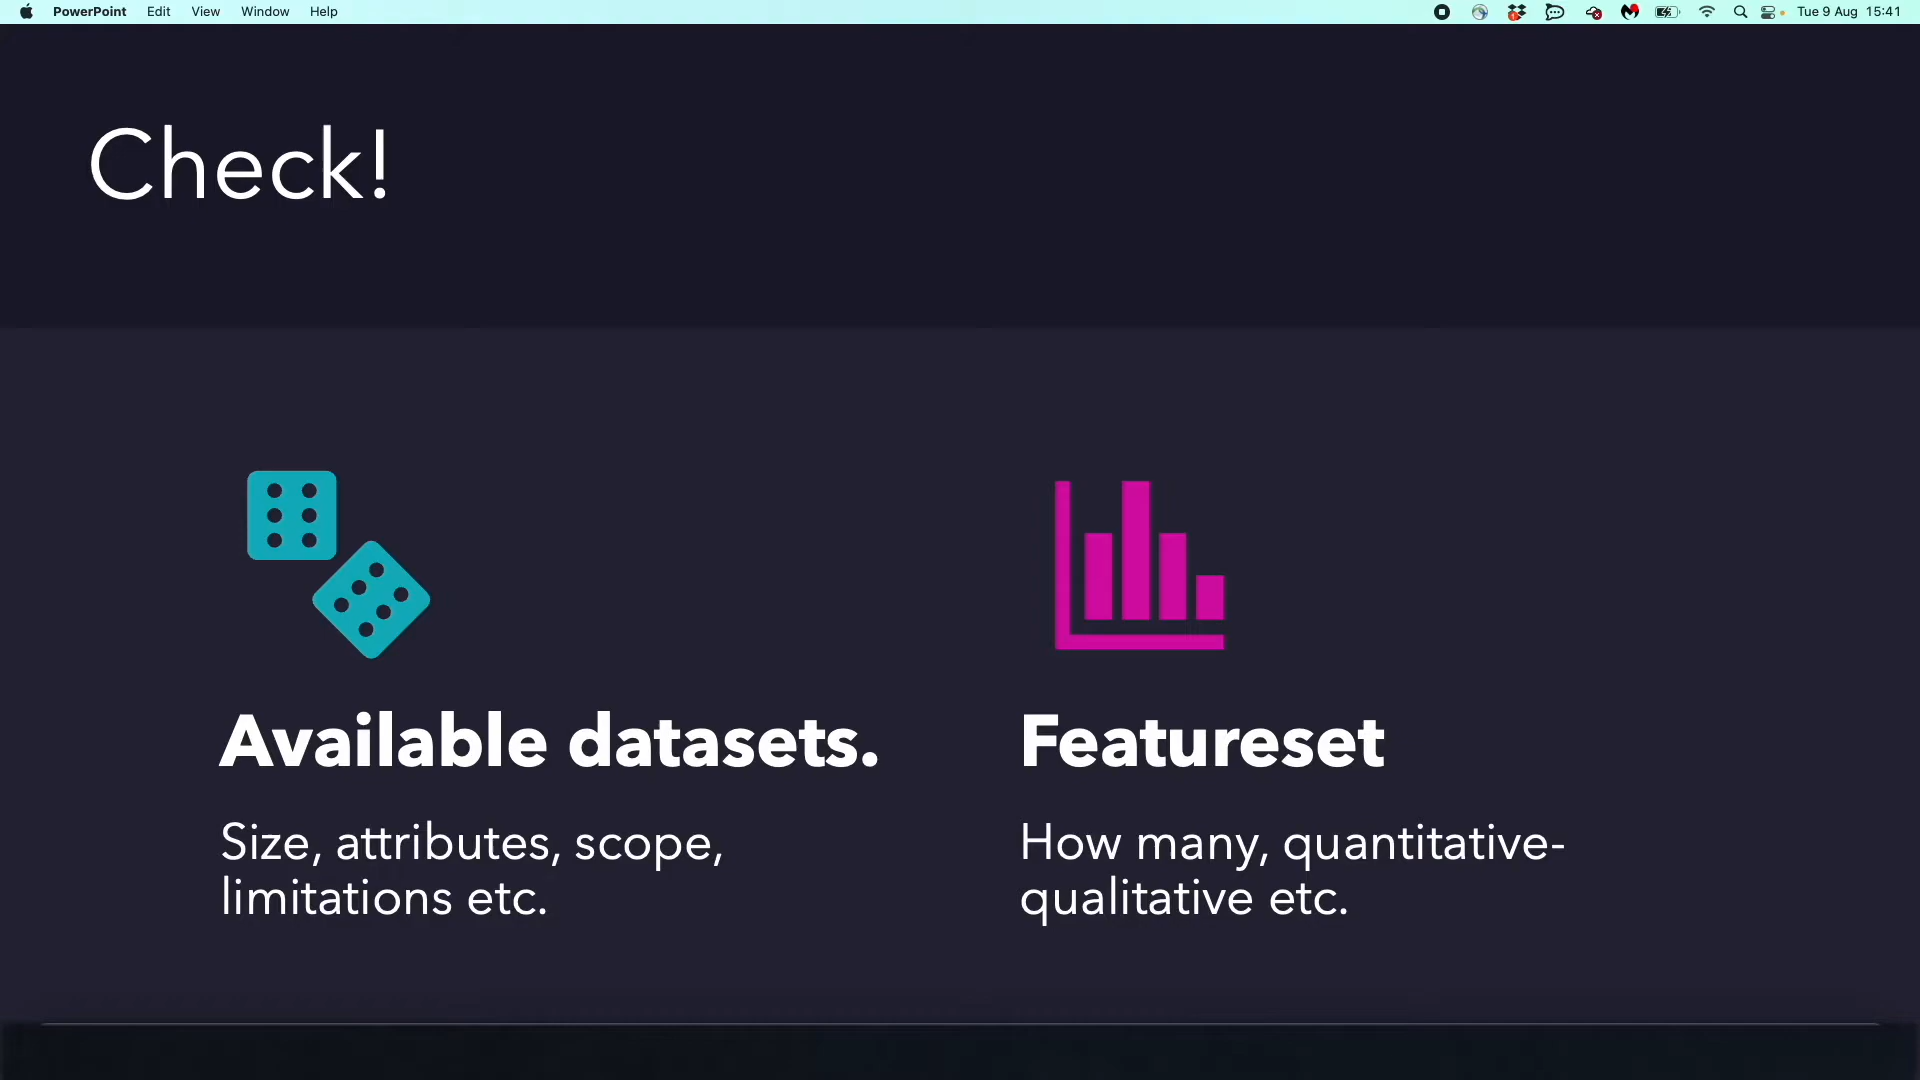 PowerPoint Edit View Window Help Tue 9 Aug 15:41
Check!
Available datasets.
Size, attributes, scope,
limitations etc.
Featureset
How many, quantitative-
qualitative etc.